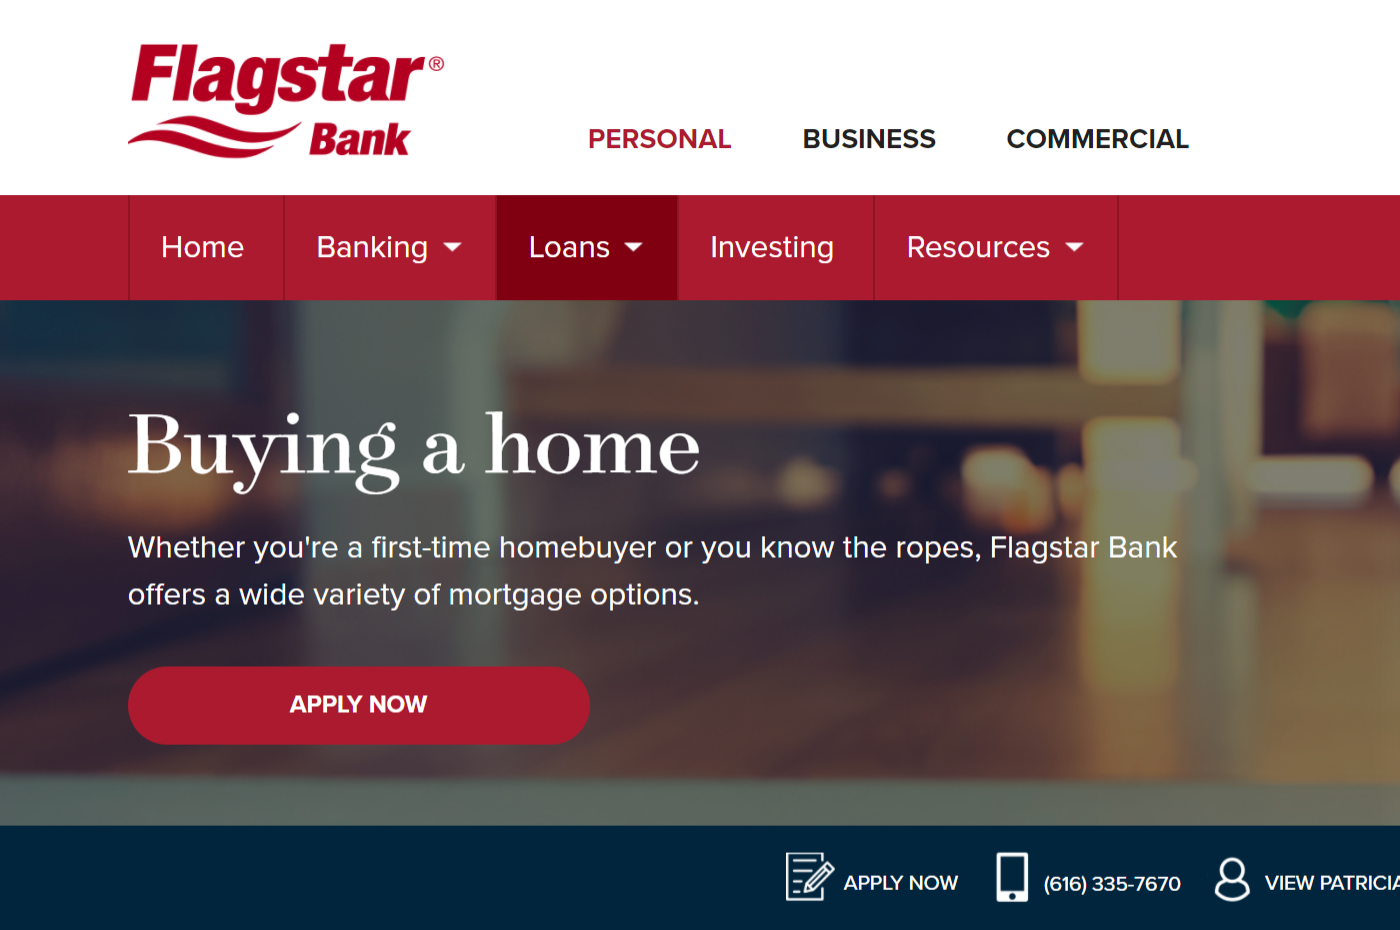 Flagstar®
Bank
PERSONAL BUSINESS COMMERCIAL
Home Banking Loans Investing Resources
Buying a home
Whether you're a first-time homebuyer or you know the ropes, Flagstar Bank
offers a wide variety of mortgage options.
APPLY NOW
APPLY NOW (616) 335-7670 VIEW PATRICIA